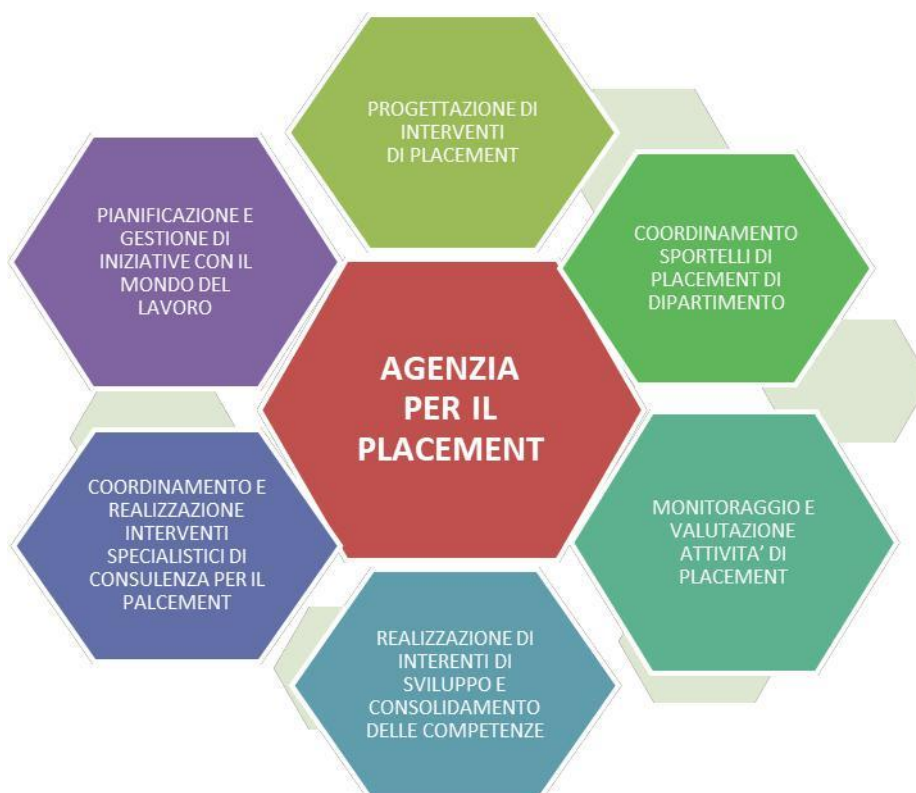 PROGETTAZIONE DI
INTERVENTI
DI PLACEMENT
COORDINAMENTO
SPORTELLI DI
PLACEMENT DI
DIPARTIMENTO
MONITORAGGIO E
VALUTAZIONE
ATTIVITA’ DI
PLACEMENT
REALIZZAZIONE DI
INTERENTI DI
SVILUPPO E
CONSOLIDAMENTO
DELLE COMPETENZE
COORDINAMENTO E
REALIZZAZIONE
INTERVENTI
SPECIALISTICI DI
CONSULENZA PER IL
PALCEMENT
PIANIFICAZIONE E
GESTIONE DI
INIZIATIVE CON IL
MONDO DEL
LAVORO
AGENZIA
PER IL
PLACEMENT